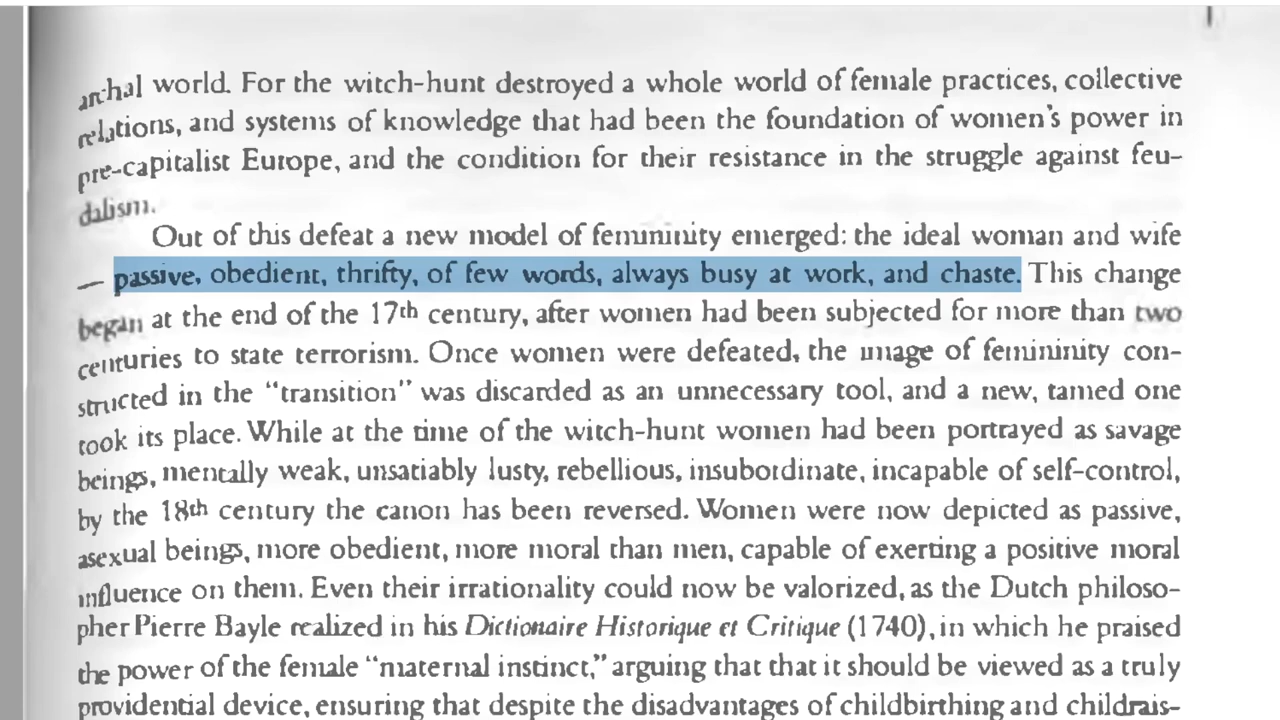 archal world. For the witch-hunt destroyed a whole world of female practices, collective
relations, and systems of knowledge that had been the foundation of women's power in
pre-capitalist Europe, and the condition for their resistance in the struggle against feu-
dalism.
Out of this defeat a new model of femininity emerged: the ideal woman and wife
— passive, obedient, thrifty, of few words, always busy at work, and chaste. This change
began at the end of the 17th century, after women had been subjected for more than two
centuries to state terrorism. Once women were defeated, the image of femininity con-
structed in the "transition" was discarded as an unnecessary tool, and a new, tamed one
took its place. While at the time of the witch-hunt women had been portrayed as savage
beings, mentally weak, unsatiably lusty, rebellious, insubordinate, incapable of self-control,
by the 18th century the canon has been reversed. Women were now depicted as passive,
asexual beings, more obedient, more moral than men, capable of exerting a positive moral
influence on them. Even their irrationality could now be valorized, as the Dutch philoso-
pher Pierre Bayle realized in his Dictionaire Historique et Critique (1740), in which he praised
the power of the female "maternal instinct," arguing that that it should be viewed as a truly
providential device, ensuring that despite the disadvantages of childbirthing and childrais-